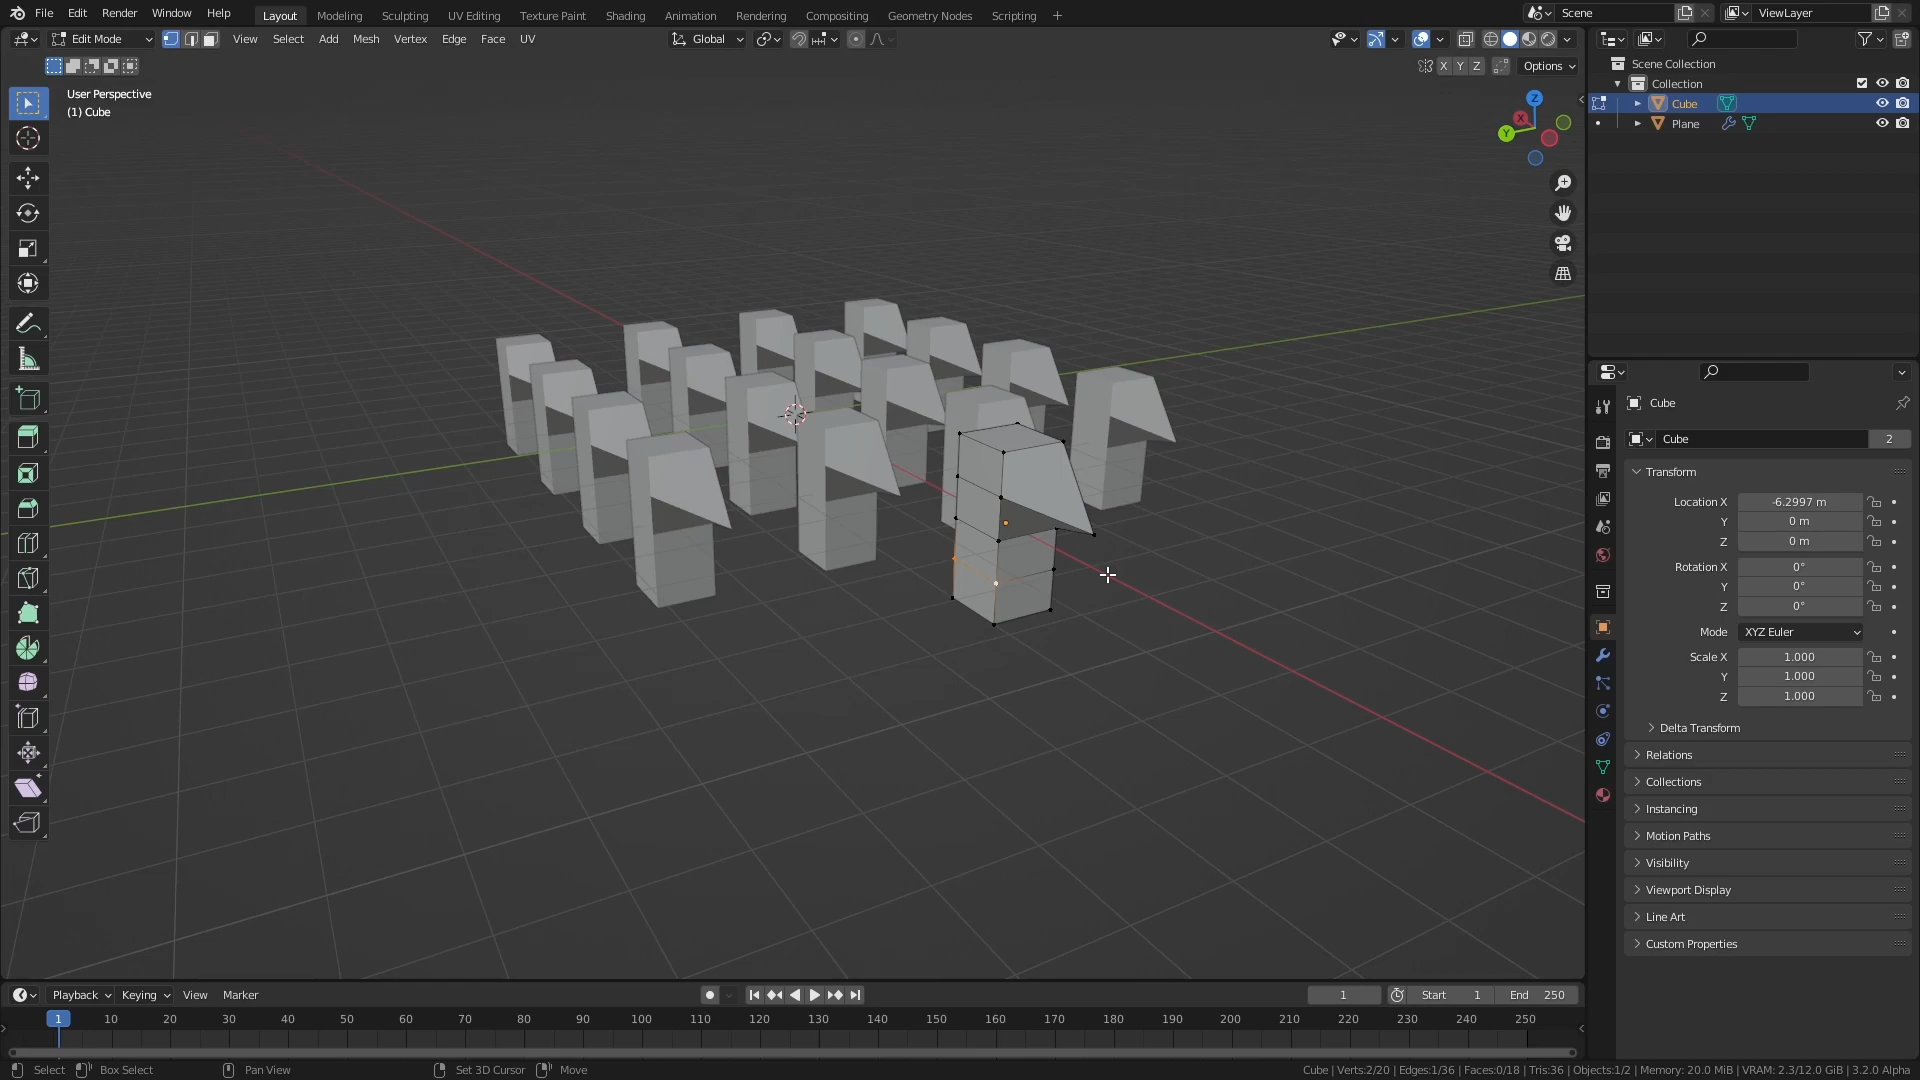 File Edit Render Window Help Layout Modeling Sculpting UV Editing Texture Paint Shading Animation Rendering Compositing Geometry Nodes Scripting + Scene ViewLayer
Edit Mode View Select Add Mesh Vertex Edge Face UV Global
X Y Z Options
User Perspective
(1) Cube
Z
X
Y
Scene Collection
Collection
Cube
Plane
Cube
Cube 2
Transform
Location X -6.2997 m
Y 0 m
Z 0 m
Rotation X 0°
Y 0°
Z 0°
Mode XYZ Euler
Scale X 1.000
Y 1.000
Z 1.000
Delta Transform
Relations
Collections
Instancing
Motion Paths
Visibility
Viewport Display
Line Art
Custom Properties
Playback Keying View Marker 1 Start 1 End 250
1 10 20 30 40 50 60 70 80 90 100 110 120 130 140 150 160 170 180 190 200 210 220 230 240 250
Select Box Select Pan View Set 3D Cursor Move Cube | Verts:2/20 | Edges:1/36 | Faces:0/18 | Tris:36 | Objects:1/2 | Memory: 20.0 MiB | VRAM: 2.3/12.0 GiB | 3.2.0 Alpha